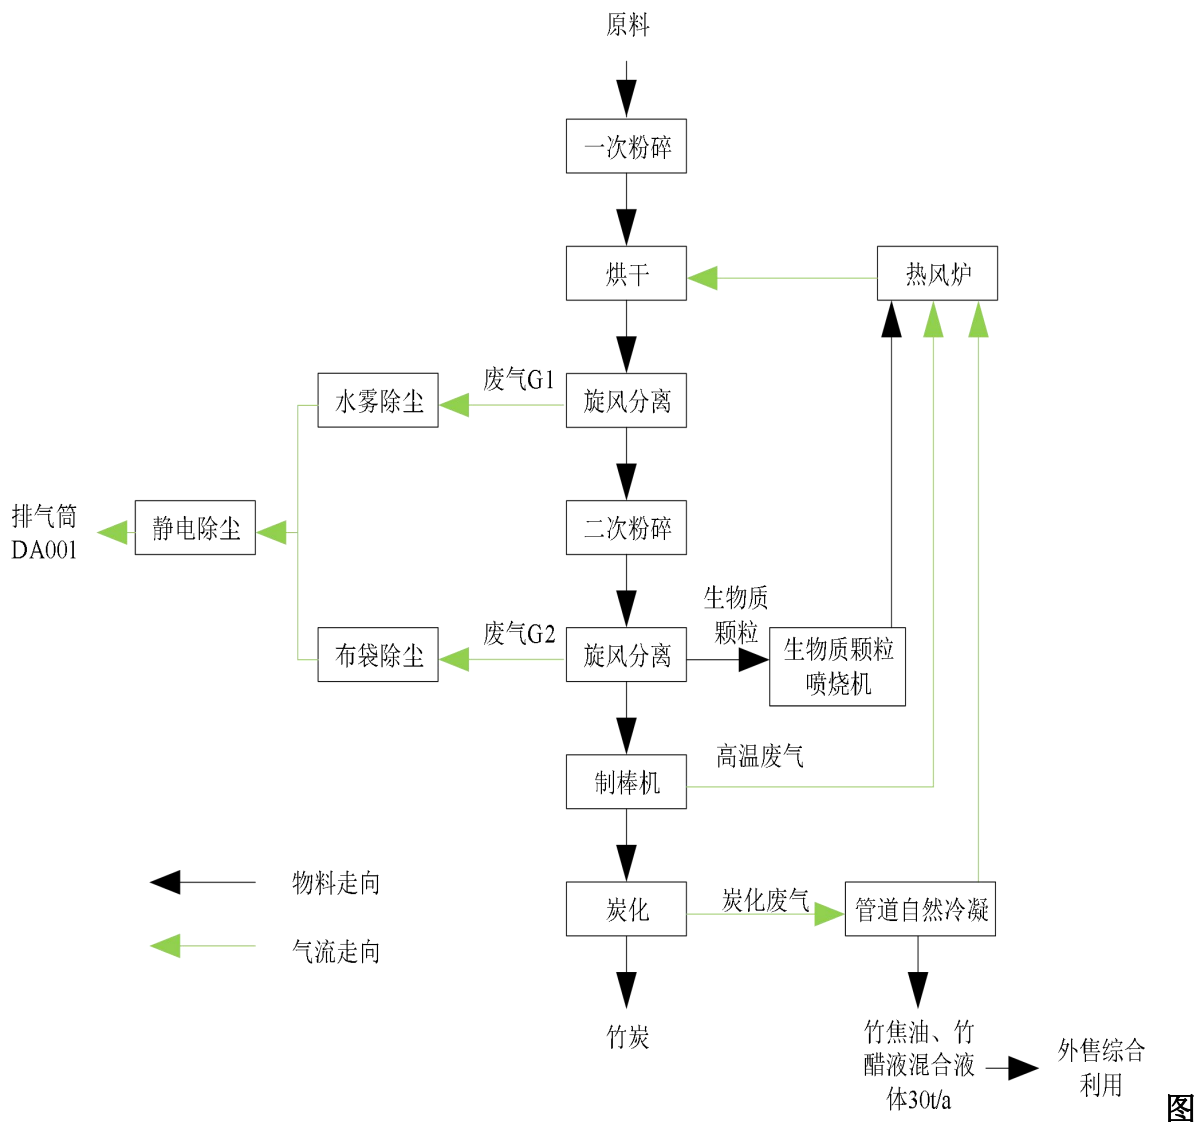 原料
一次粉碎
烘干
热风炉
废气G1
水雾除尘
旋风分离
排气筒
DA001
静电除尘
二次粉碎
生物质
颗粒
废气G2
布袋除尘
旋风分离
生物质颗粒
喷烧机
高温废气
制棒机
物料走向
炭化
炭化废气
管道自然冷凝
气流走向
竹炭
竹焦油、竹
醋液混合液
体30t/a
外售综合
利用
图